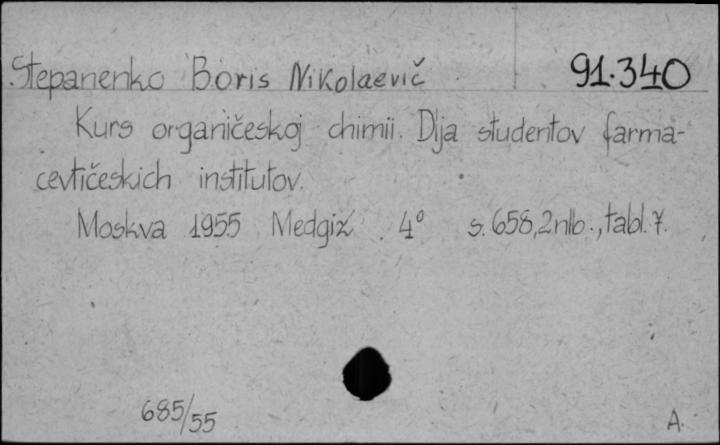 Stepanenko Boris Nikolaevič 91.340
Kurs organičeskoj chimii. Dlja studentov farma-
cevtičeskich institutov.
Moskva 1955 Medgiz 4° s. 658, 2 nlb., tabl. 7.
685/55 A.